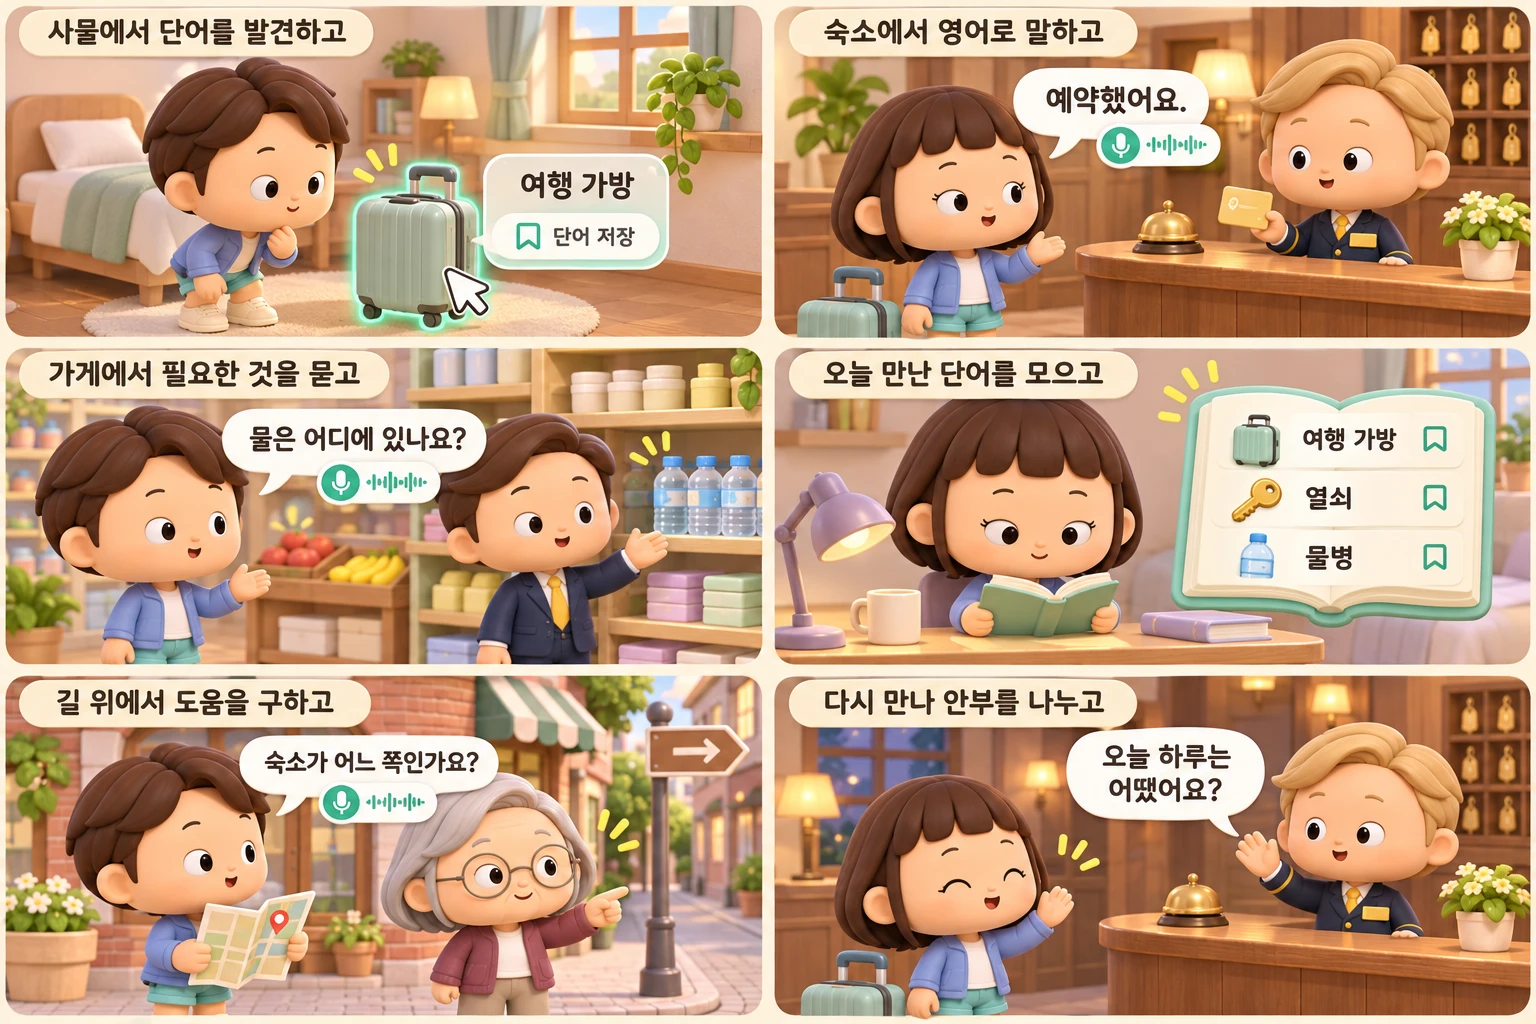 사물에서 단어를 발견하고
여행 가방
단어 저장
숙소에서 영어로 말하고
예약했어요.
가게에서 필요한 것을 묻고
물은 어디에 있나요?
오늘 만난 단어를 모으고
여행 가방
열쇠
물병
길 위에서 도움을 구하고
숙소가 어느 쪽인가요?
다시 만나 안부를 나누고
오늘 하루는
어땠어요?